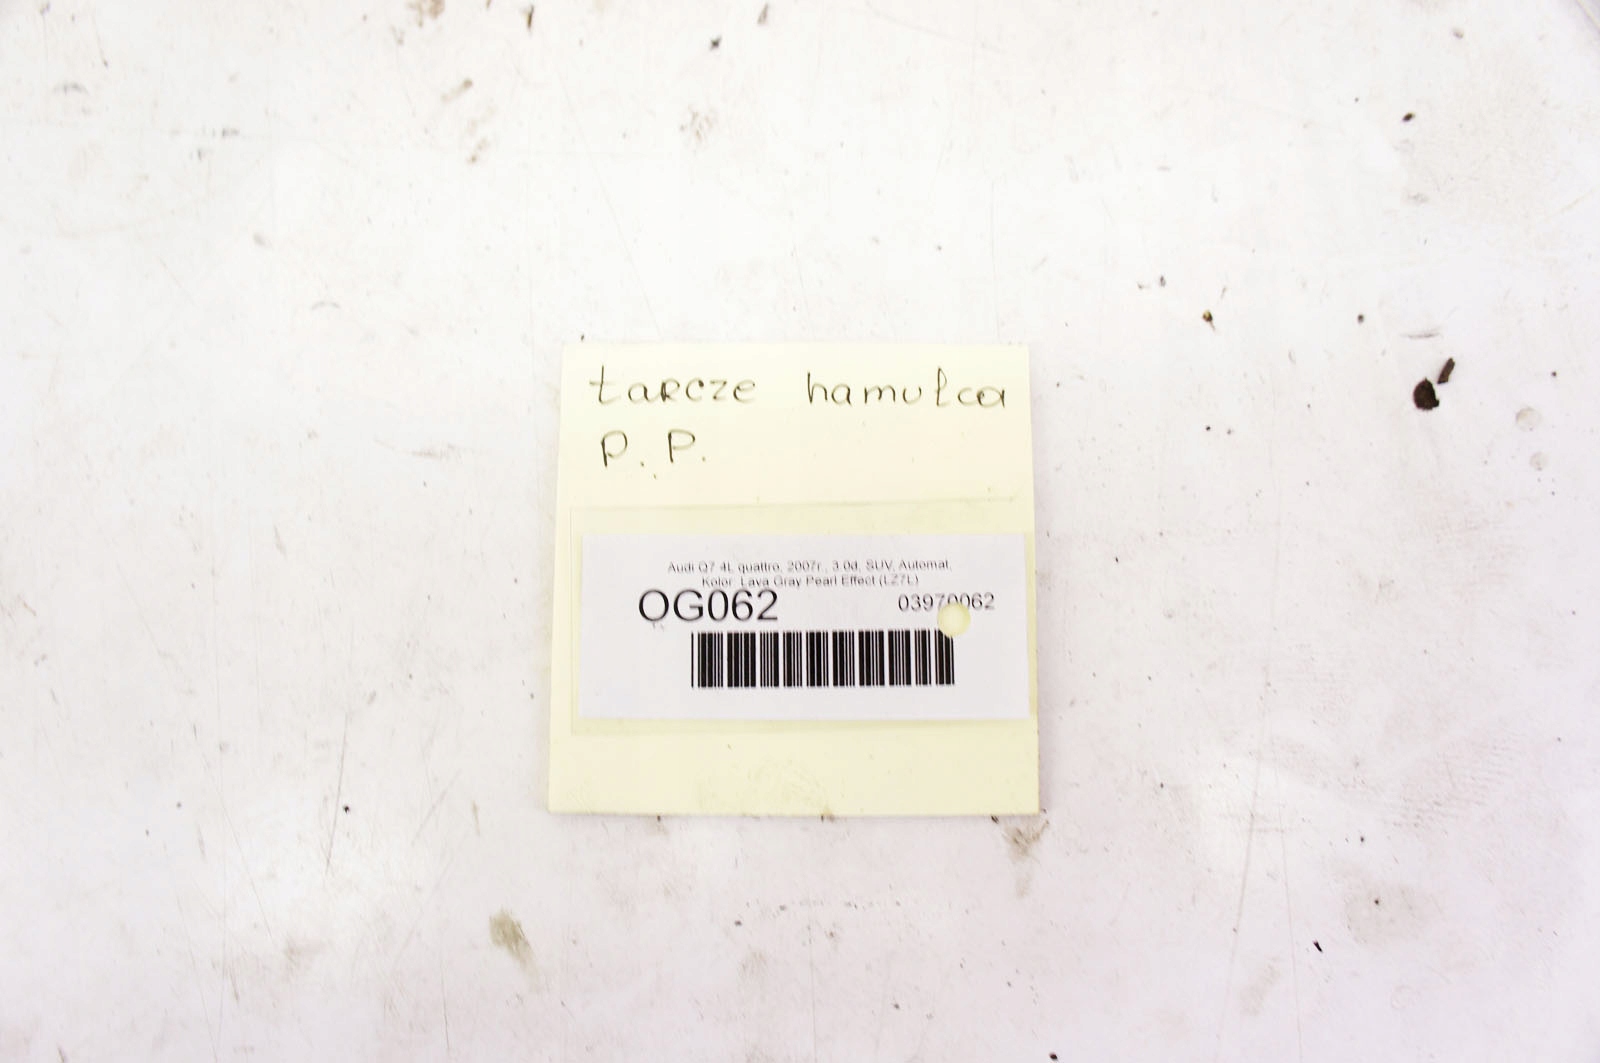 tarcze hamulca
P. P.
Audi Q7 4L quattro, 2007r., 3.0d, SUV, Automat,
Kolor: Lava Gray Pearl Effect (LZ7L)
OG062 03970062